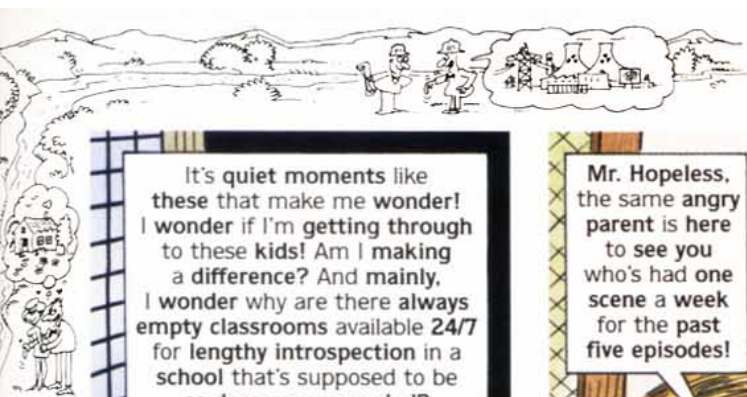 It's quiet moments like
these that make me wonder!
I wonder if I'm getting through
to these kids! Am I making
a difference? And mainly,
I wonder why are there always
empty classrooms available 24/7
for lengthy introspection in a
school that's supposed to be
Mr. Hopeless,
the same angry
parent is here
to see you
who's had one
scene a week
for the past
five episodes!